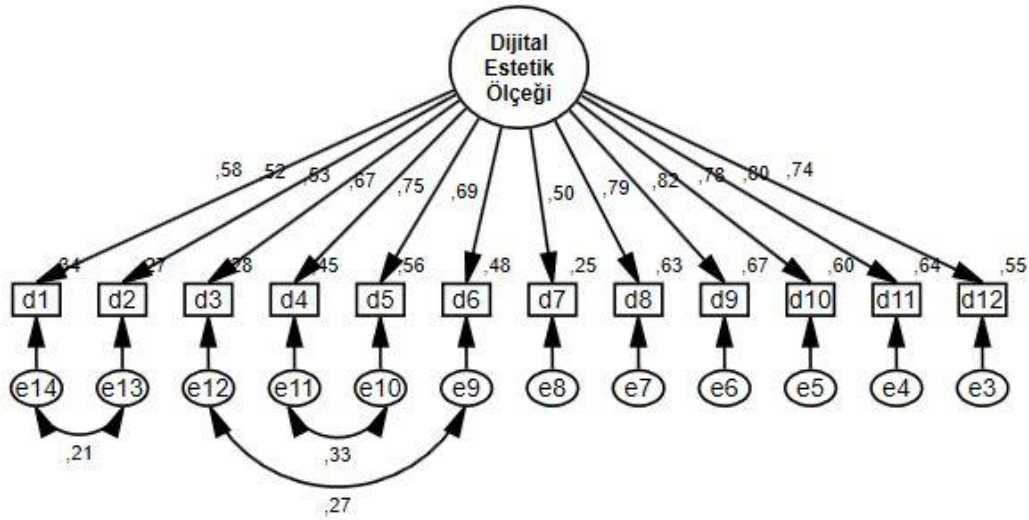 Dijital
Estetik
Ölçeği
,58 ,52 ,53 ,67 ,75 ,69 ,50 ,79 ,82 ,78 ,80 ,74
,34 ,27 ,28 ,45 ,56 ,48 ,25 ,63 ,67 ,60 ,64 ,55
d1 d2 d3 d4 d5 d6 d7 d8 d9 d10 d11 d12
e14 e13 e12 e11 e10 e9 e8 e7 e6 e5 e4 e3
,21 ,33
,27